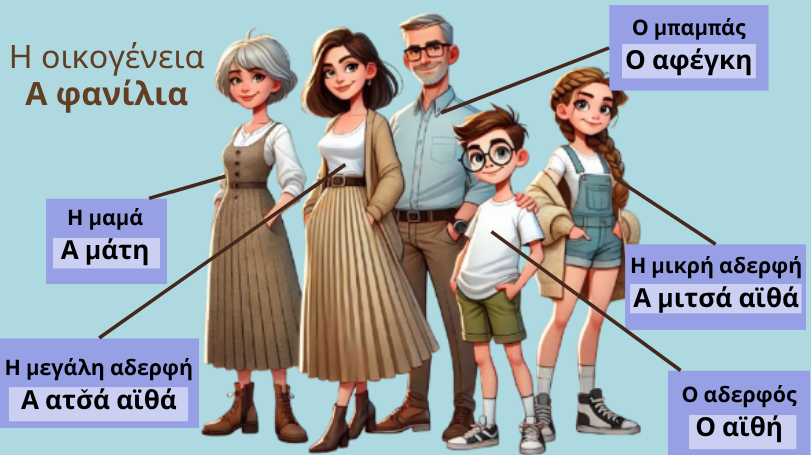 Η οικογένεια
Α φανίλια
Ο μπαμπάς
Ο αφέγκη
Η μαμά
Α μάτη
Η μικρή αδερφή
Α μιτσά αϊθά
Η μεγάλη αδερφή
Α ατσ̌ά αϊθά
Ο αδερφός
Ο αϊθή